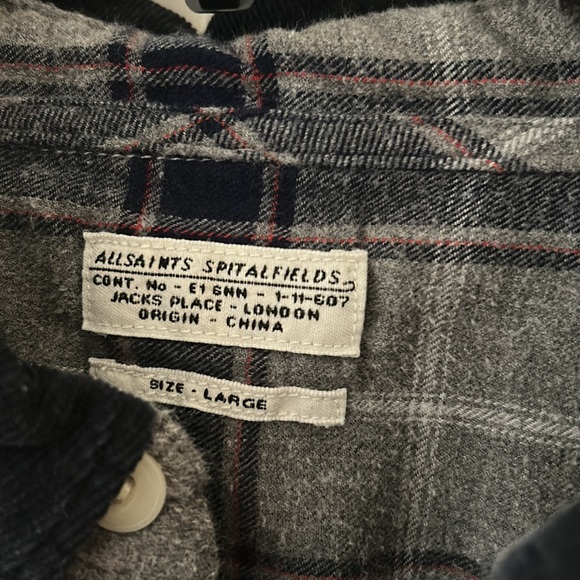 ALLSAINTS SPITALFIELDS
CONT. No - E1 6NN - 1-11-607
JACKS PLACE - LONDON
ORIGIN - CHINA
SIZE - LARGE